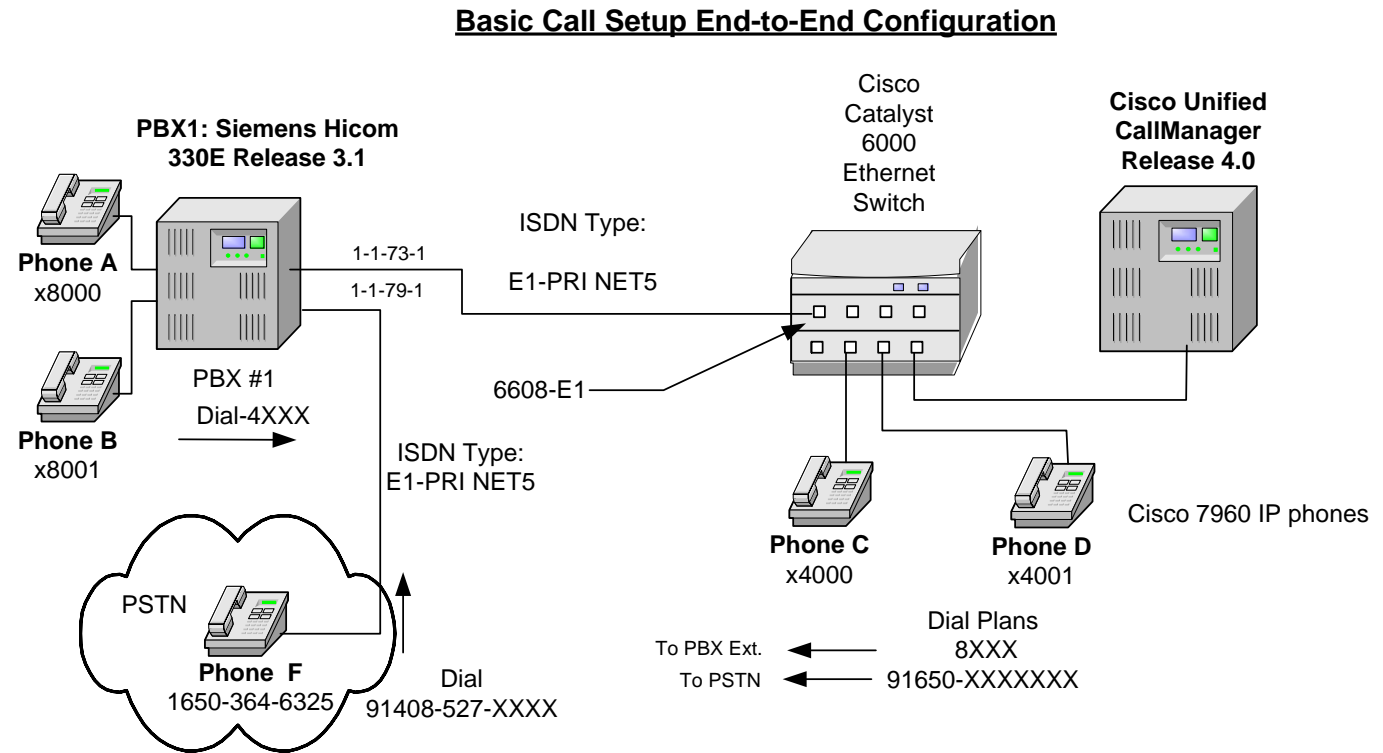 Basic Call Setup End-to-End Configuration
PBX1: Siemens Hicom
330E Release 3.1
Cisco
Catalyst
6000
Ethernet
Switch
Cisco Unified
CallManager
Release 4.0
Phone A
x8000
1-1-73-1
1-1-79-1
ISDN Type:
E1-PRI NET5
6608-E1
PBX #1
Dial-4XXX
Phone B
x8001
ISDN Type:
E1-PRI NET5
Phone C
x4000
Phone D
x4001
Cisco 7960 IP phones
PSTN
Phone F
1650-364-6325
Dial
91408-527-XXXX
Dial Plans
To PBX Ext.
8XXX
To PSTN
91650-XXXXXXX